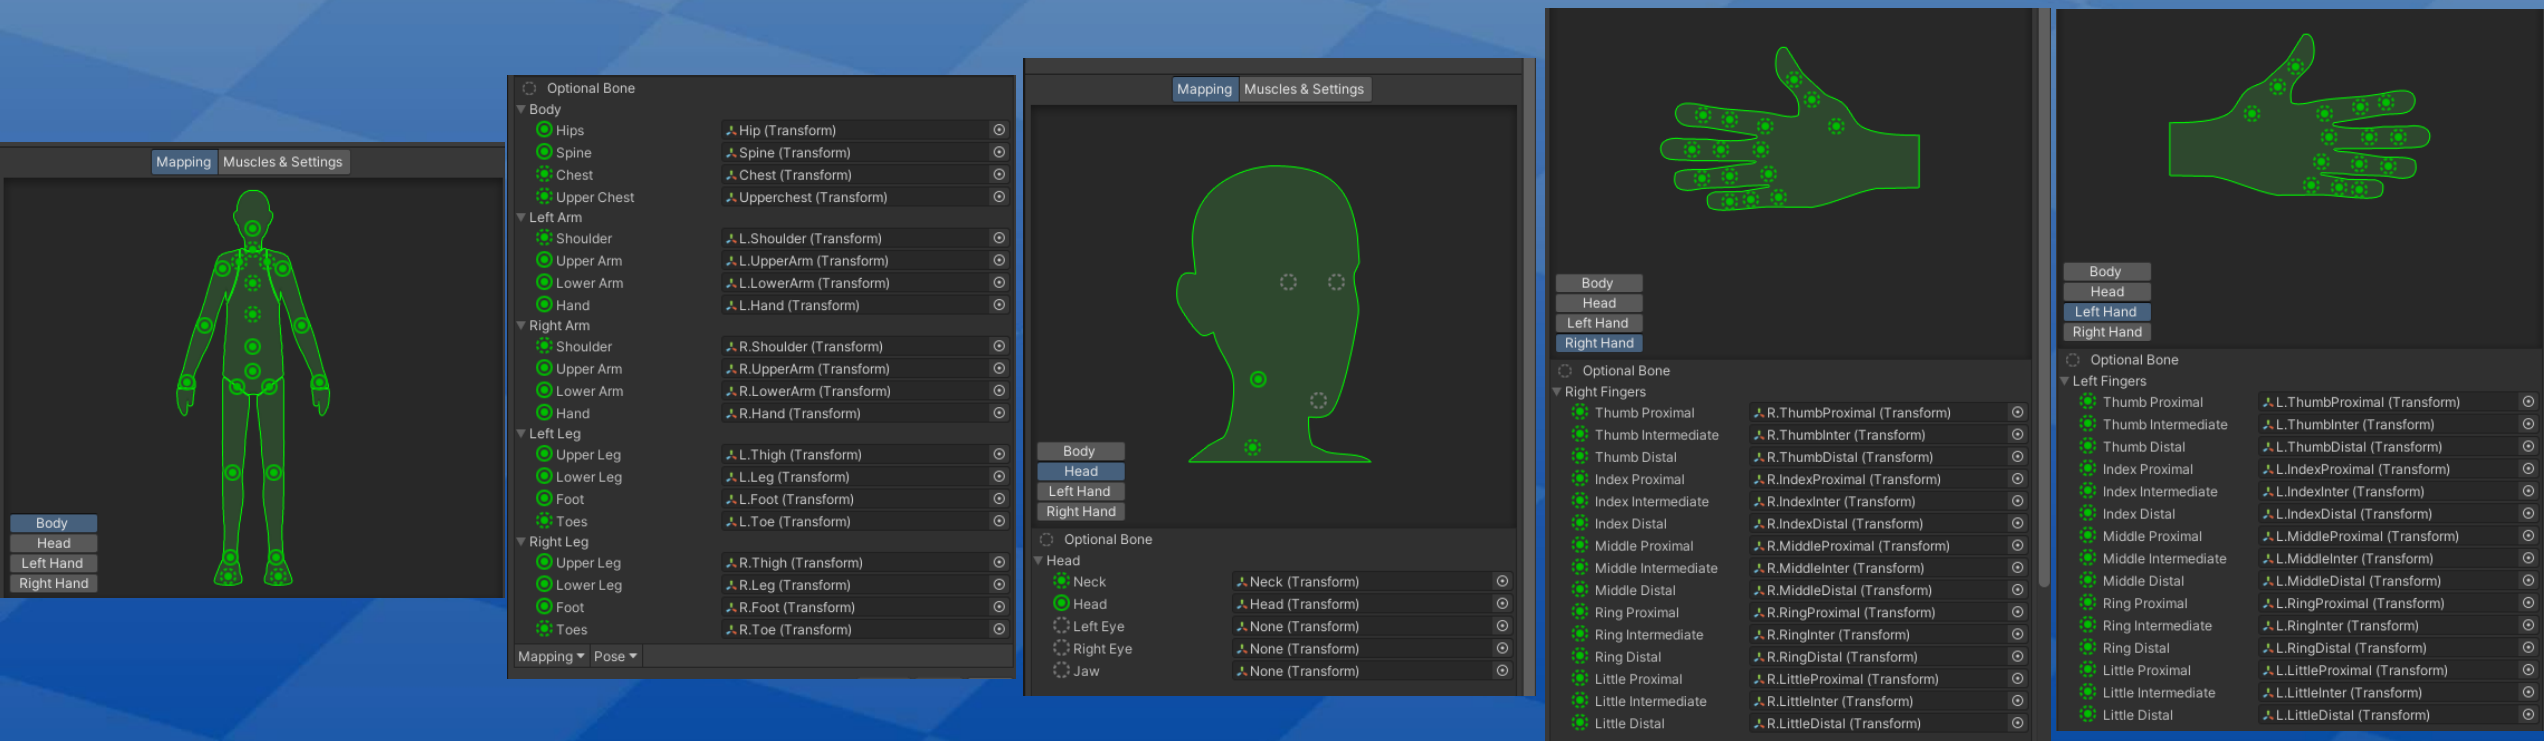 Mapping Muscles & Settings
Body
Head
Left Hand
Right Hand
Optional Bone
Body
Hips Hip (Transform)
Spine Spine (Transform)
Chest Chest (Transform)
Upper Chest Upperchest (Transform)
Left Arm
Shoulder L.Shoulder (Transform)
Upper Arm L.UpperArm (Transform)
Lower Arm L.LowerArm (Transform)
Hand L.Hand (Transform)
Right Arm
Shoulder R.Shoulder (Transform)
Upper Arm R.UpperArm (Transform)
Lower Arm R.LowerArm (Transform)
Hand R.Hand (Transform)
Left Leg
Upper Leg L.Thigh (Transform)
Lower Leg L.Leg (Transform)
Foot L.Foot (Transform)
Toes L.Toe (Transform)
Right Leg
Upper Leg R.Thigh (Transform)
Lower Leg R.Leg (Transform)
Foot R.Foot (Transform)
Toes R.Toe (Transform)
Mapping Pose
Mapping Muscles & Settings
Body
Head
Left Hand
Right Hand
Optional Bone
Head
Neck Neck (Transform)
Head Head (Transform)
Left Eye None (Transform)
Right Eye None (Transform)
Jaw None (Transform)
Body
Head
Left Hand
Right Hand
Optional Bone
Right Fingers
Thumb Proximal R.ThumbProximal (Transform)
Thumb Intermediate R.ThumbInter (Transform)
Thumb Distal R.ThumbDistal (Transform)
Index Proximal R.IndexProximal (Transform)
Index Intermediate R.IndexInter (Transform)
Index Distal R.IndexDistal (Transform)
Middle Proximal R.MiddleProximal (Transform)
Middle Intermediate R.MiddleInter (Transform)
Middle Distal R.MiddleDistal (Transform)
Ring Proximal R.RingProximal (Transform)
Ring Intermediate R.RingInter (Transform)
Ring Distal R.RingDistal (Transform)
Little Proximal R.LittleProximal (Transform)
Little Intermediate R.LittleInter (Transform)
Little Distal R.LittleDistal (Transform)
Body
Head
Left Hand
Right Hand
Optional Bone
Left Fingers
Thumb Proximal L.ThumbProximal (Transform)
Thumb Intermediate L.ThumbInter (Transform)
Thumb Distal L.ThumbDistal (Transform)
Index Proximal L.IndexProximal (Transform)
Index Intermediate L.IndexInter (Transform)
Index Distal L.IndexDistal (Transform)
Middle Proximal L.MiddleProximal (Transform)
Middle Intermediate L.MiddleInter (Transform)
Middle Distal L.MiddleDistal (Transform)
Ring Proximal L.RingProximal (Transform)
Ring Intermediate L.RingInter (Transform)
Ring Distal L.RingDistal (Transform)
Little Proximal L.LittleProximal (Transform)
Little Intermediate L.LittleInter (Transform)
Little Distal L.LittleDistal (Transform)